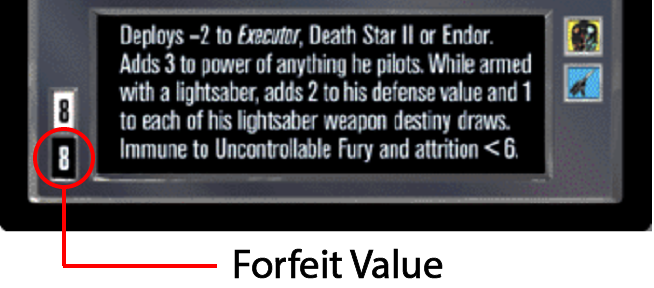 Deploys –2 to Executor, Death Star II or Endor.
Adds 3 to power of anything he pilots. While armed
with a lightsaber, adds 2 to his defense value and 1
to each of his lightsaber weapon destiny draws.
Immune to Uncontrollable Fury and attrition < 6.
8
8
Forfeit Value